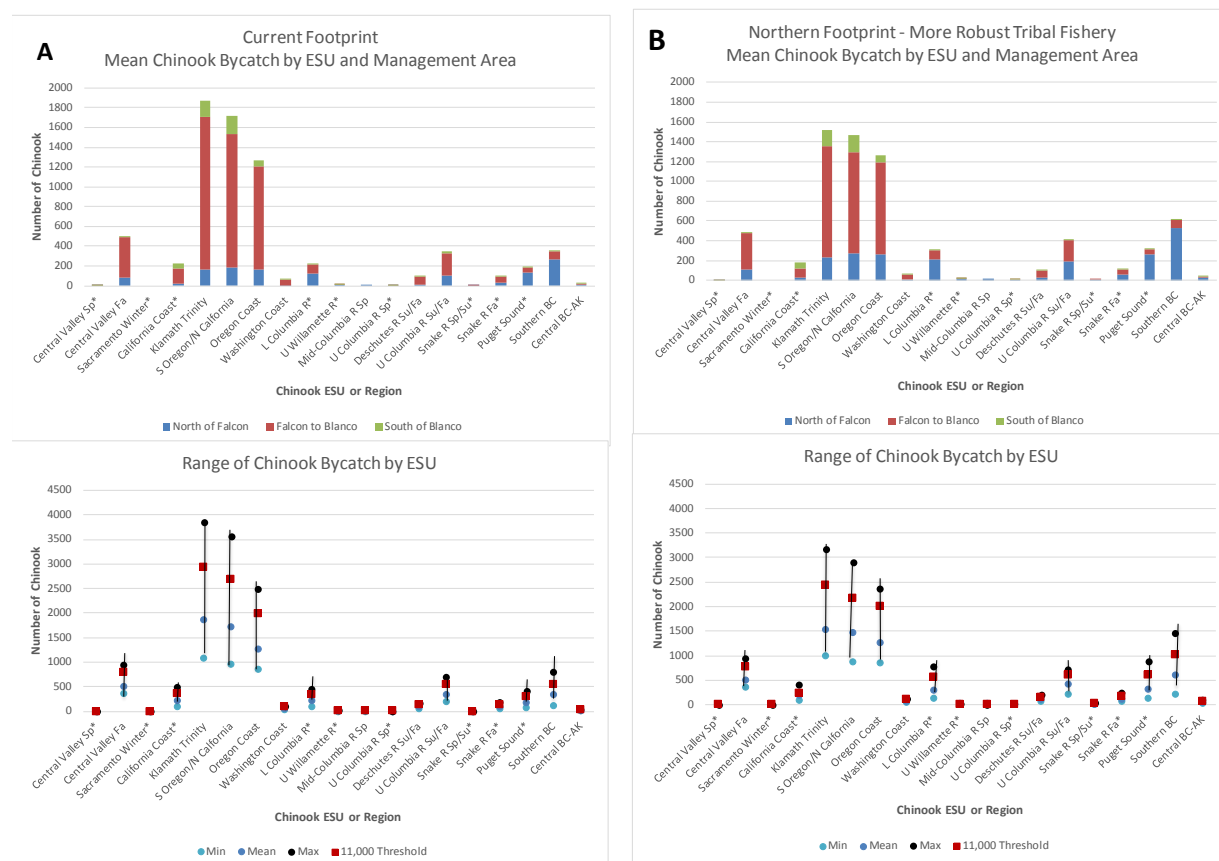 A
Current Footprint
Mean Chinook Bycatch by ESU and Management Area
Number of Chinook
2000
1800
1600
1400
1200
1000
800
600
400
200
0
Central Valley Sp*
Central Valley Fa
Sacramento Winter*
California Coast*
Klamath Trinity
S Oregon/N California
Oregon Coast
Washington Coast
L Columbia R*
U Willamette R*
Mid-Columbia R Sp
U Columbia R Sp*
Deschutes R Su/Fa
U Columbia R Su/Fa
Snake R Sp/Su*
Snake R Fa*
Puget Sound*
Southern BC
Central BC-AK
Chinook ESU or Region
North of Falcon Falcon to Blanco South of Blanco
Range of Chinook Bycatch by ESU
Number of Chinook
4500
4000
3500
3000
2500
2000
1500
1000
500
0
Central Valley Sp*
Central Valley Fa
Sacramento Winter*
California Coast*
Klamath Trinity
S Oregon/N California
Oregon Coast
Washington Coast
L Columbia R*
U Willamette R*
Mid-Columbia R Sp
U Columbia R Sp*
Deschutes R Su/Fa
U Columbia R Su/Fa
Snake R Sp/Su*
Snake R Fa*
Puget Sound*
Southern BC
Central BC-AK
Chinook ESU or Region
Min Mean Max 11,000 Threshold
B
Northern Footprint - More Robust Tribal Fishery
Mean Chinook Bycatch by ESU and Management Area
Number of Chinook
2000
1800
1600
1400
1200
1000
800
600
400
200
0
Central Valley Sp*
Central Valley Fa
Sacramento Winter*
California Coast*
Klamath Trinity
S Oregon/N California
Oregon Coast
Washington Coast
L Columbia R*
U Willamette R*
Mid-Columbia R Sp
U Columbia R Sp*
Deschutes R Su/Fa
U Columbia R Su/Fa
Snake R Sp/Su*
Snake R Fa*
Puget Sound*
Southern BC
Central BC-AK
Chinook ESU or Region
North of Falcon Falcon to Blanco South of Blanco
Range of Chinook Bycatch by ESU
Number of Chinook
4500
4000
3500
3000
2500
2000
1500
1000
500
0
Central Valley Sp*
Central Valley Fa
Sacramento Winter*
California Coast*
Klamath Trinity
S Oregon/N California
Oregon Coast
Washington Coast
L Columbia R*
U Willamette R*
Mid-Columbia R Sp
U Columbia R Sp*
Deschutes R Su/Fa
U Columbia R Su/Fa
Snake R Sp/Su*
Snake R Fa*
Puget Sound*
Southern BC
Central BC-AK
Chinook ESU or Region
Min Mean Max 11,000 Threshold